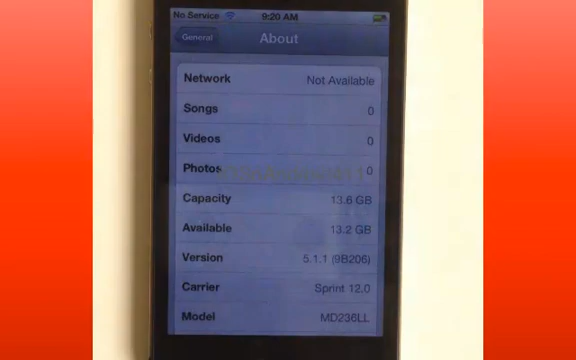 No Service 9:20 AM
General About
Network Not Available
Songs 0
Videos 0
Photos 0
Capacity 13.6 GB
Available 13.2 GB
Version 5.1.1 (9B206)
Carrier Sprint 12.0
Model MD236LL